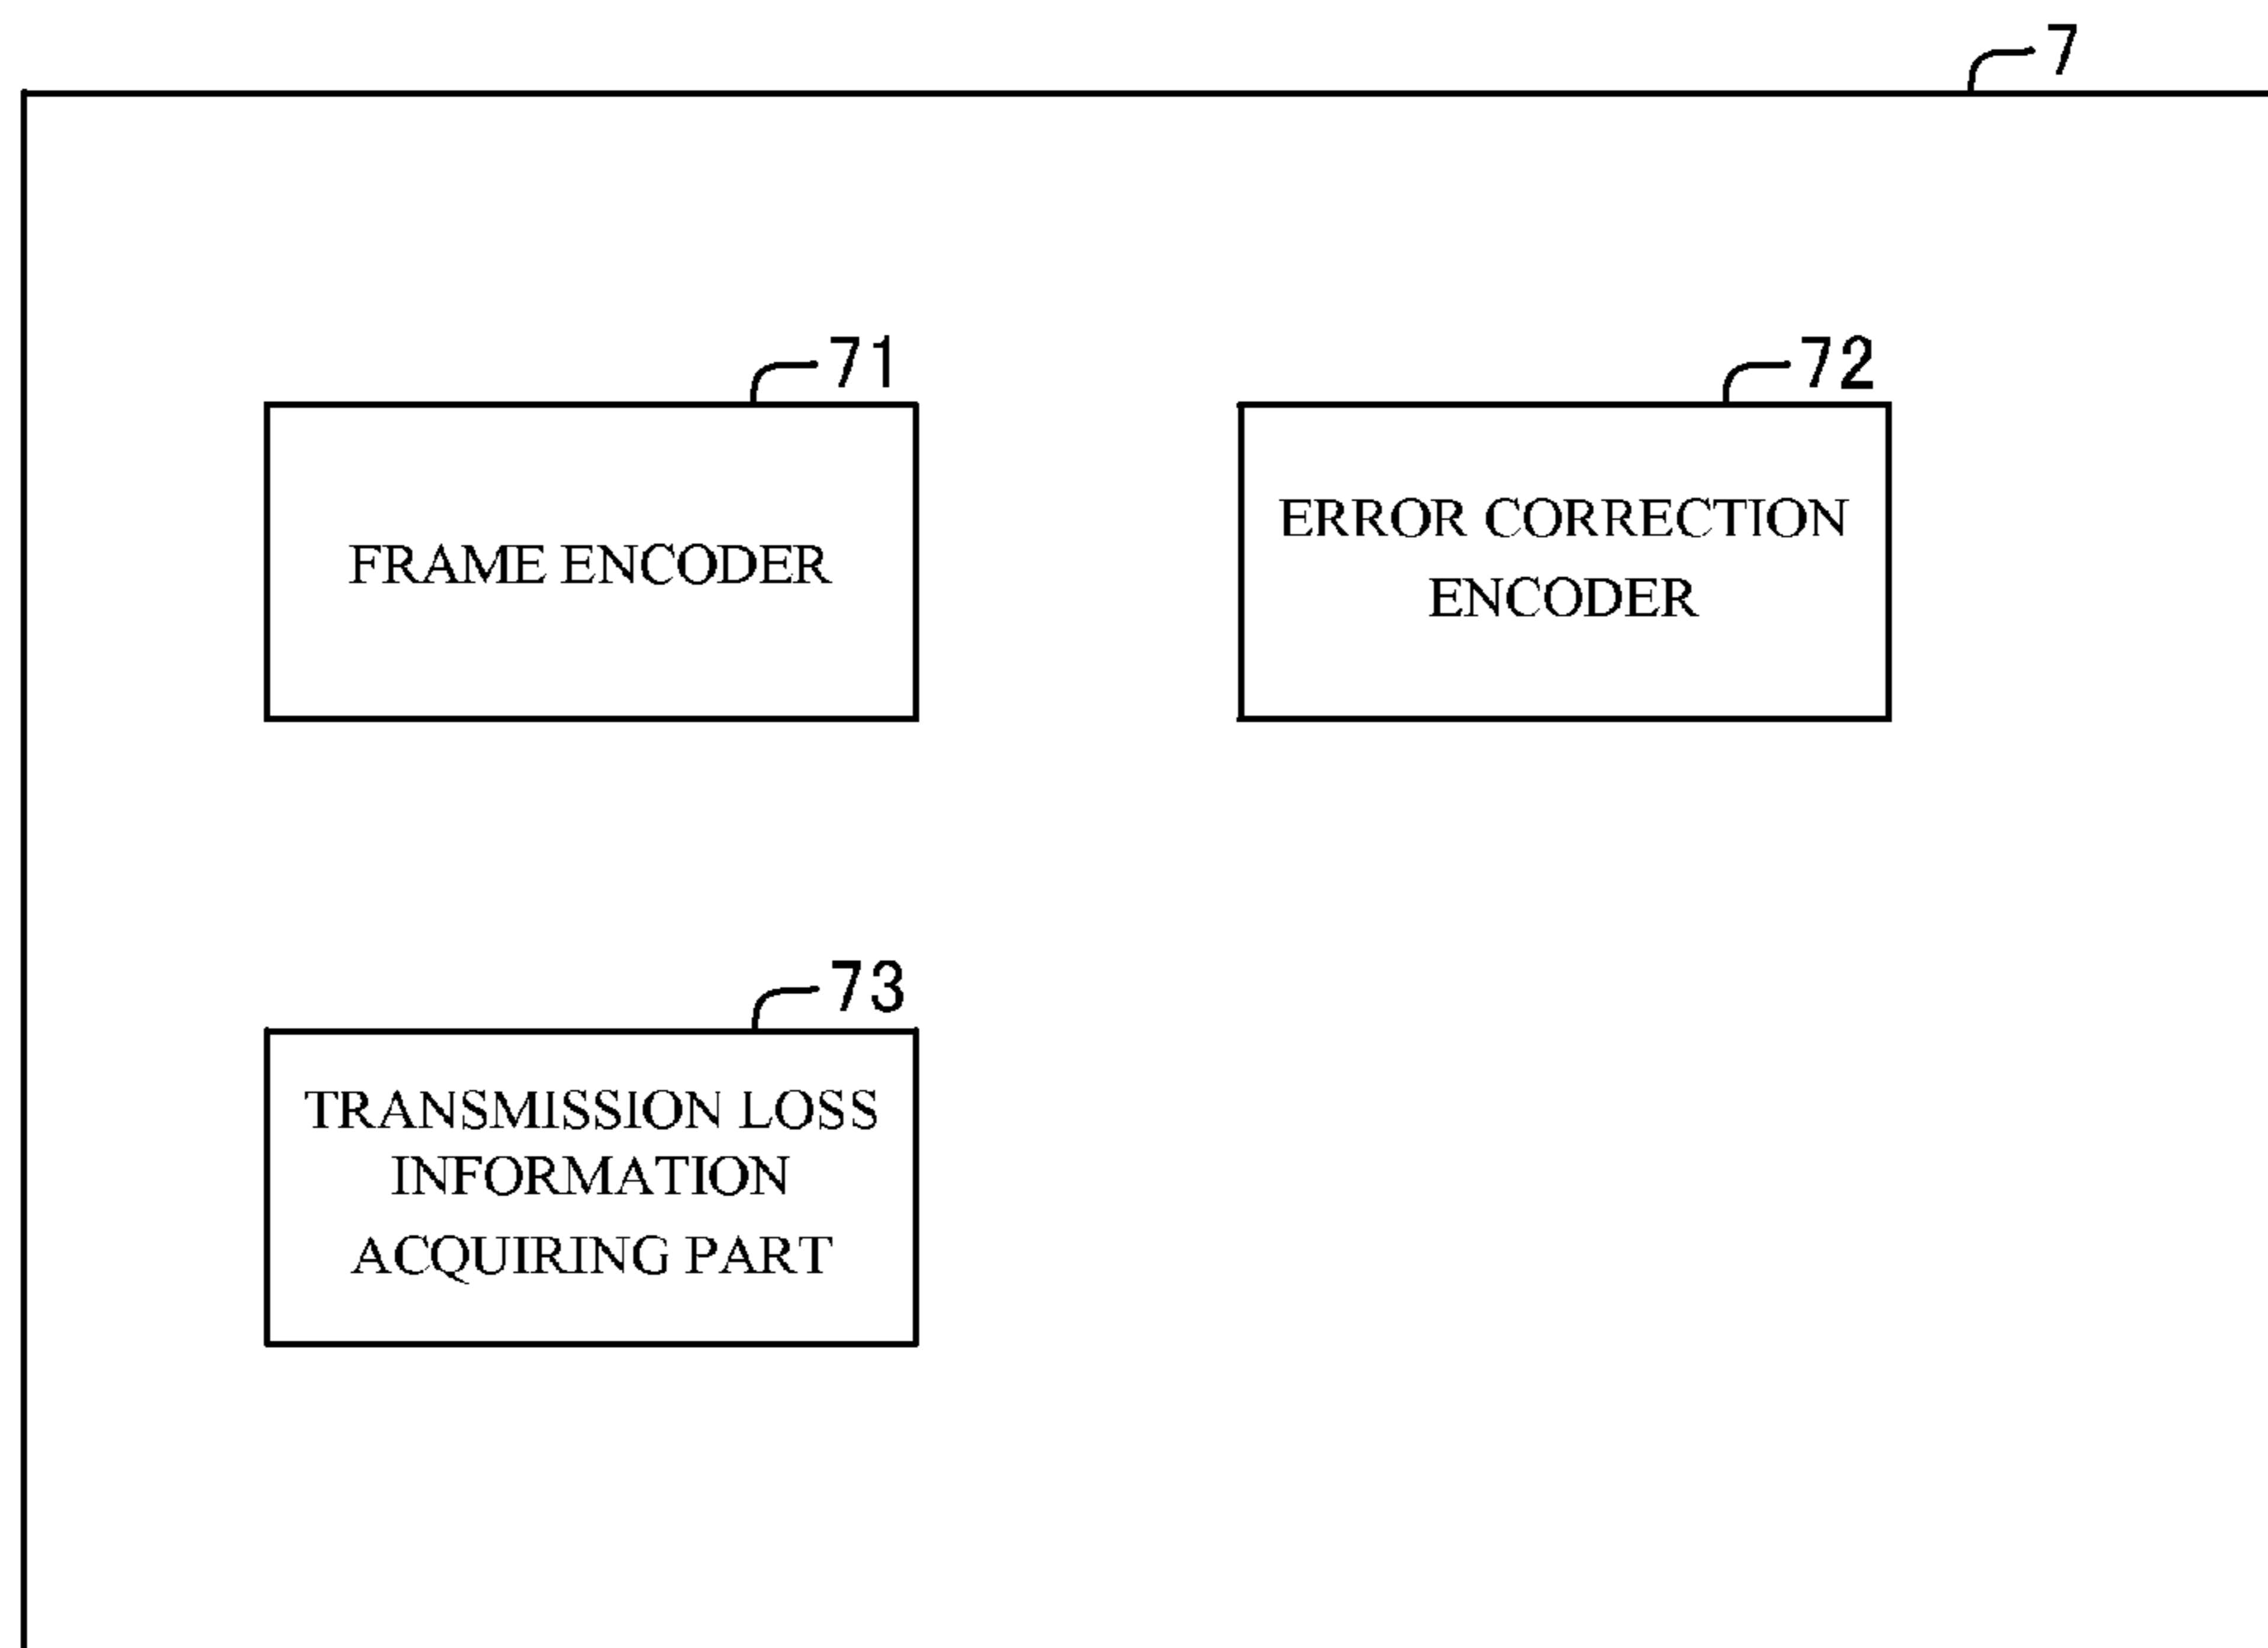 7
71
FRAME ENCODER
72
ERROR CORRECTION
ENCODER
73
TRANSMISSION LOSS
INFORMATION
ACQUIRING PART